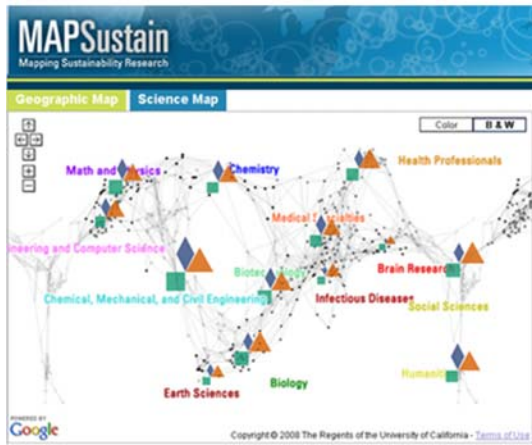 MAPSustain
Mapping Sustainability Research
Geographic Map
Science Map
Color
B & W
Math and Physics
Chemistry
Health Professionals
Medical Specialties
ngineering and Computer Science
Biotechnology
Brain Research
Chemical, Mechanical, and Civil Engineering
Infectious Diseases
Social Sciences
Earth Sciences
Biology
Humanities
POWERED BY
Google
Copyright © 2008 The Regents of the University of California - Terms of Use